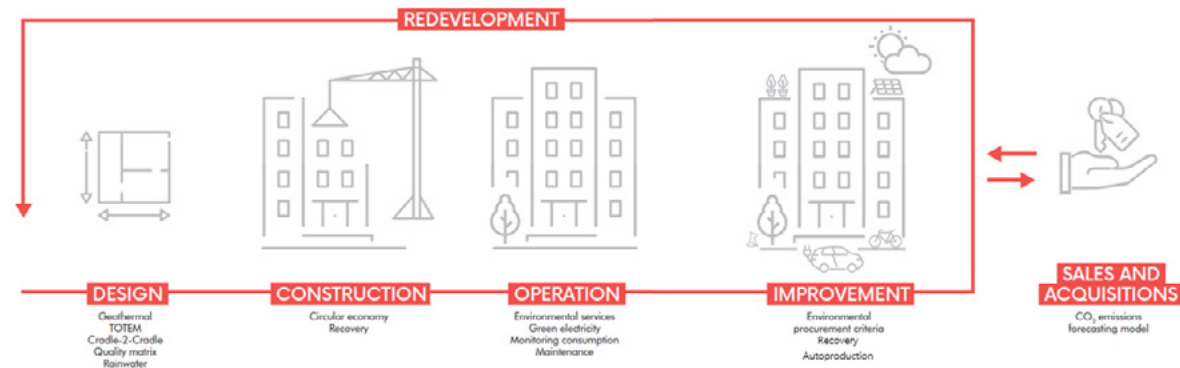 REDEVELOPMENT
DESIGN
Geothermal
TOTEM
Cradle-2-Cradle
Quality matrix
Rainwater
CONSTRUCTION
Circular economy
Recovery
OPERATION
Environmental services
Green electricity
Monitoring consumption
Maintenance
IMPROVEMENT
Environmental
procurement criteria
Recovery
Autoproduction
SALES AND
ACQUISITIONS
CO₂ emissions
forecasting model